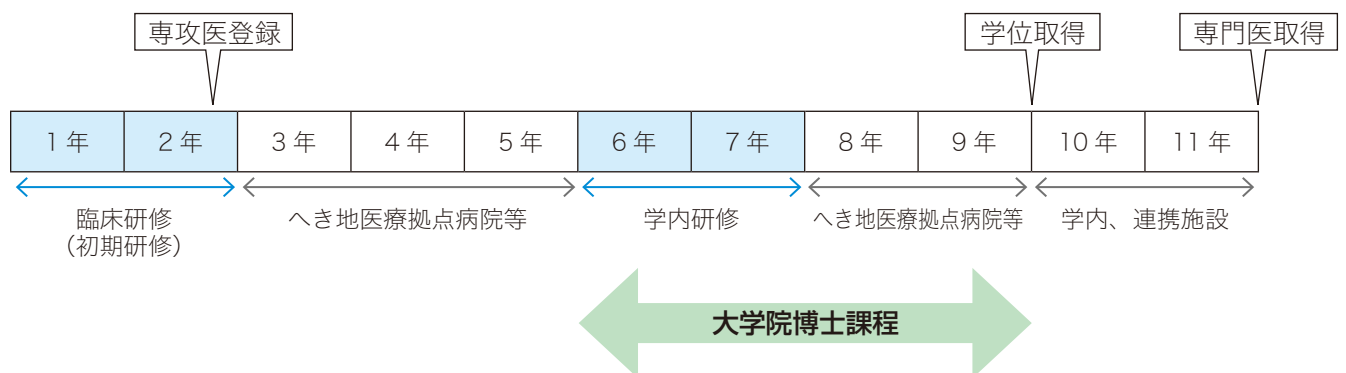 専攻医登録
学位取得
専門医取得
1年
2年
3年
4年
5年
6年
7年
8年
9年
10年
11年
臨床研修
（初期研修）
へき地医療拠点病院等
学内研修
へき地医療拠点病院等
学内、連携施設
大学院博士課程